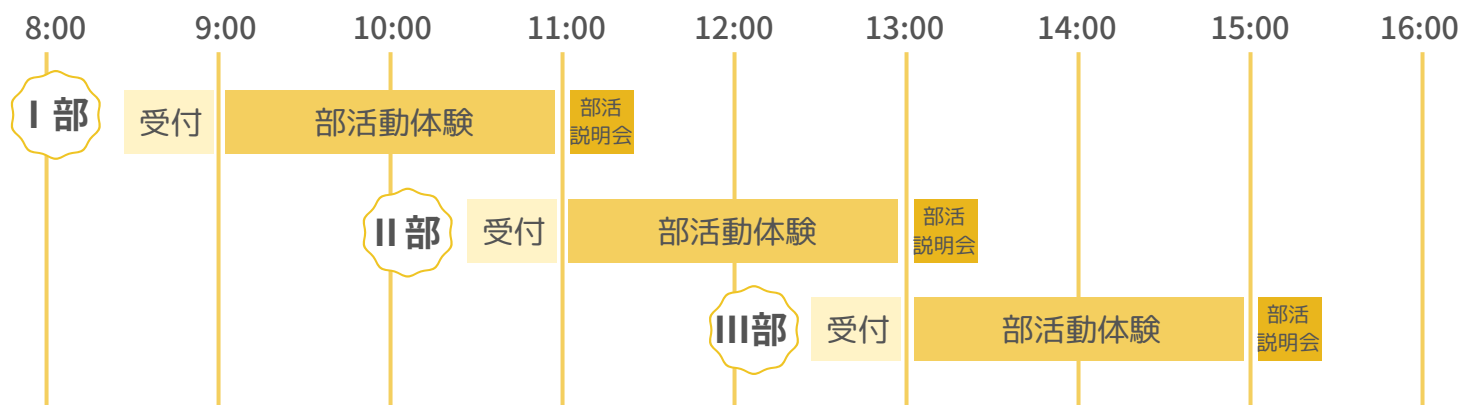 8:00 9:00 10:00 11:00 12:00 13:00 14:00 15:00 16:00
I 部
受付
部活動体験
部活
説明会
II 部
受付
部活動体験
部活
説明会
III部
受付
部活動体験
部活
説明会